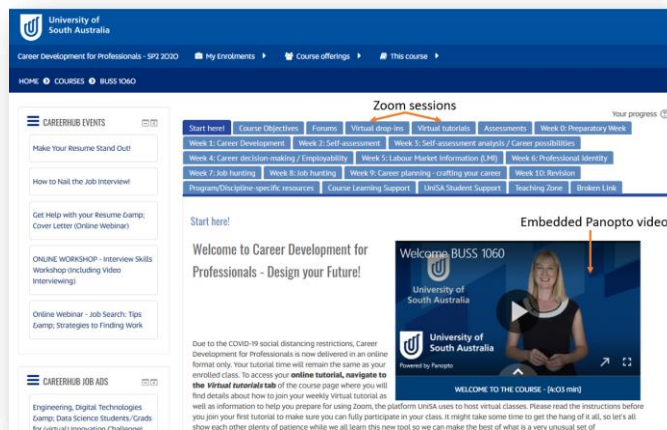 University of
South Australia
Career Development for Professionals - SP2 2020
My Enrolments
Course offerings
This course
HOME
COURSES
BUSS 1060
Zoom sessions
Your progress
CAREERHUB EVENTS
Make Your Resume Stand Out!
How to Nail the Job Interview!
Get Help with your Resume &amp;
Cover Letter (Online Webinar)
ONLINE WORKSHOP - Interview Skills
Workshop (Including Video
Interviewing)
Online Webinar - Job Search: Tips
&amp; Strategies to Finding Work
CAREERHUB JOB ADS
Engineering, Digital Technologies
&amp; Data Science Students/Grads
for (virtual) Innovation Challenges
Start here!
Course Objectives
Forums
Virtual drop-ins
Virtual tutorials
Assessments
Week 0: Preparatory Week
Week 1: Career Development
Week 2: Self-assessment
Week 3: Self-assessment analysis / Career possibilities
Week 4: Career decision-making / Employability
Week 5: Labour Market Information (LMI)
Week 6: Professional Identity
Week 7: Job hunting
Week 8: Job hunting
Week 9: Career planning - crafting your career
Week 10: Revision
Program/Discipline-specific resources
Course Learning Support
UniSA Student Support
Teaching Zone
Broken Link
Start here!
Embedded Panopto video
Welcome to Career Development for
Professionals - Design your Future!
Welcome BUSS 1060
University of
South Australia
University of
South Australia
Powered by Panopto
WELCOME TO THE COURSE - [4:03 min]
Due to the COVID-19 social distancing restrictions, Career
Development for Professionals is now delivered in an online
format only. Your tutorial time will remain the same as your
enrolled class. To access your online tutorial, navigate to
the Virtual tutorials tab of the course page where you will
find details about how to join your weekly Virtual tutorial as
well as information to help you prepare for using Zoom, the platform UniSA uses to host virtual classes. Please read the instructions before
you join your first tutorial to make sure you can fully participate in your class. It might take some time to get the hang of it all, so let's all
show each other plenty of patience while we all learn this new tool so we can make the best of what is a very unusual set of